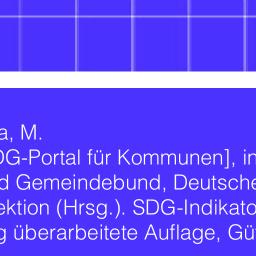 a, M.
DG-Portal für Kommunen], in
d Gemeindebund, Deutsche
ektion (Hrsg.). SDG-Indikato
g überarbeitete Auflage, Gü